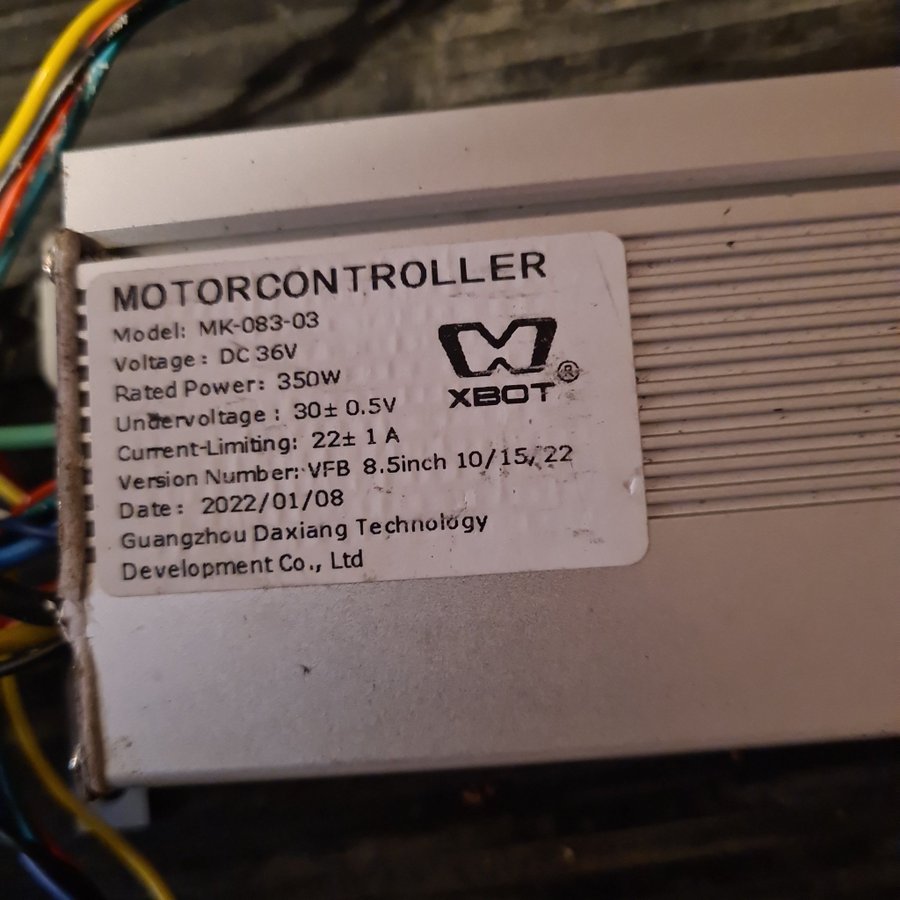 MOTORCONTROLLER
Model: MK-083-03
Voltage: DC 36V
Rated Power: 350W
Undervoltage: 30± 0.5V
Current-Limiting: 22± 1 A
Version Number: VFB 8.5inch 10/15/22
Date: 2022/01/08
Guangzhou Daxiang Technology
Development Co., Ltd
XBOT®